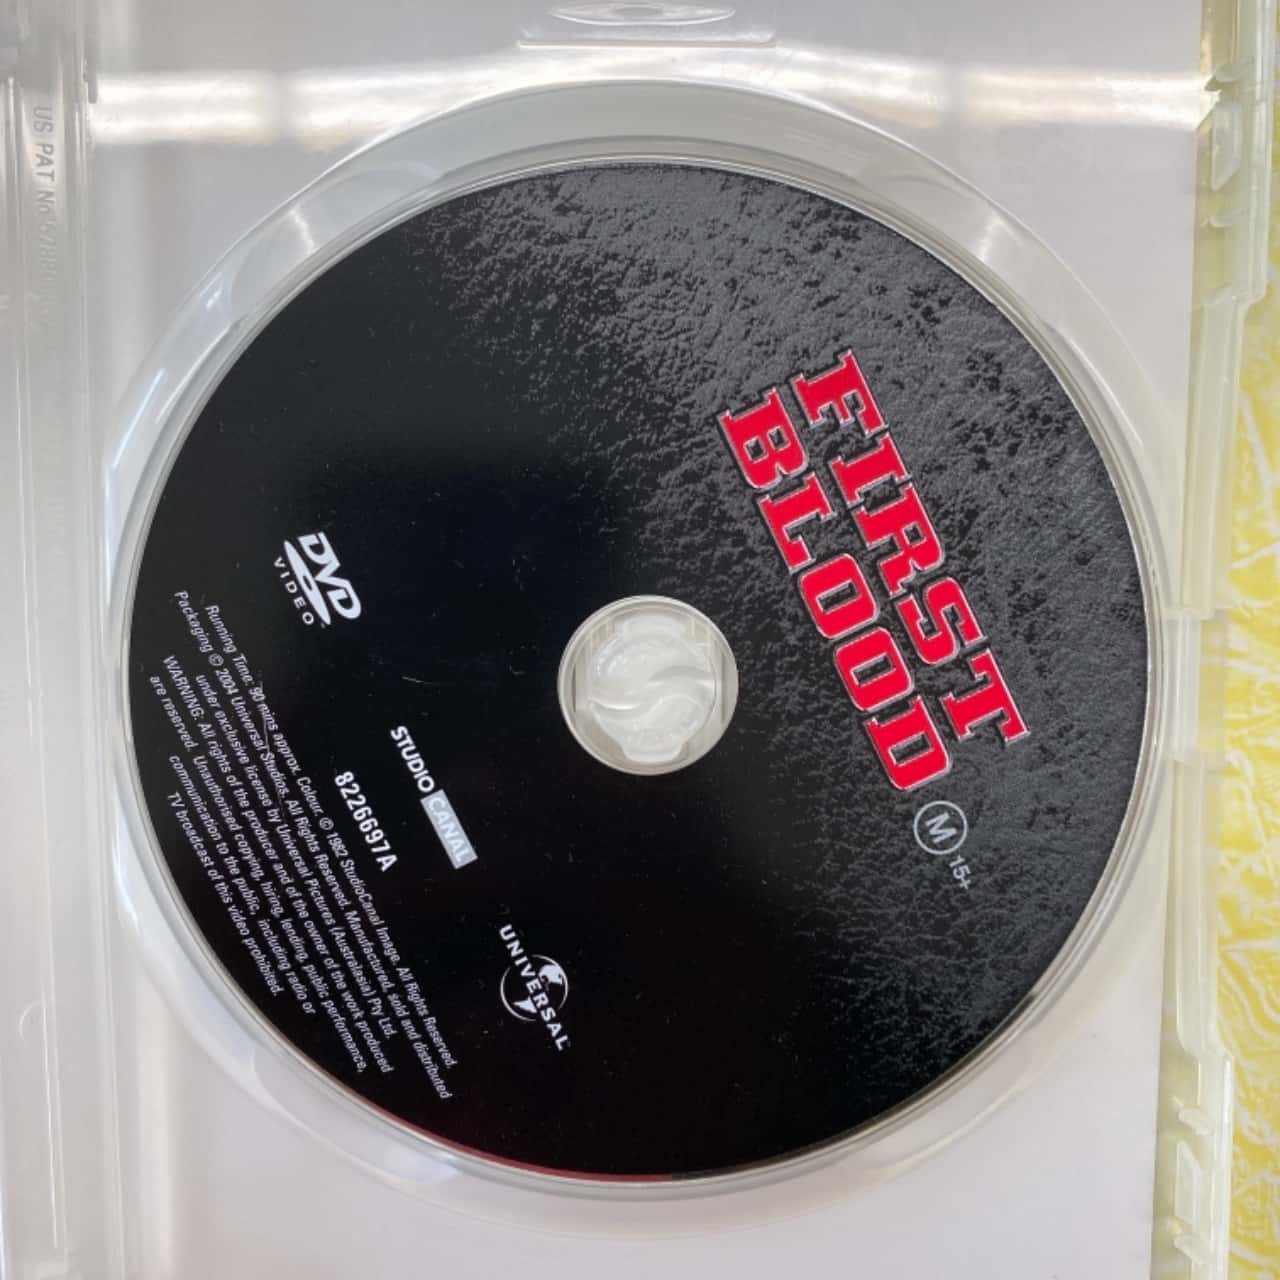 FIRST
BLOOD
M 15+
DVD
VIDEO
STUDIO CANAL
8226697A
UNIVERSAL
Running Time: 90 mins approx. Colour. © 1982 StudioCanal Image. All Rights Reserved.
Packaging © 2004 Universal Studios. All Rights Reserved. Manufactured, sold and distributed
under exclusive license by Universal Pictures (Australasia) Pty Ltd.
WARNING: All rights of the producer and of the owner of the work produced
are reserved. Unauthorised copying, hiring, lending, public performance,
communication to the public, including radio or
TV broadcast of this video prohibited.
US PAT No